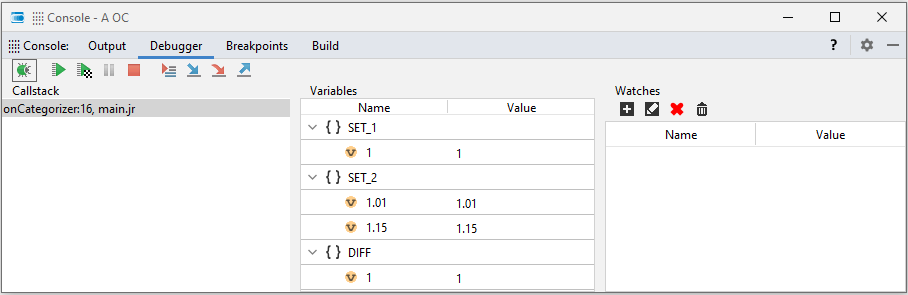 Console - A OC
Console: Output Debugger Breakpoints Build ?
Callstack
onCategorizer:16, main.jr
Variables
Name Value
{ } SET_1
1 1
{ } SET_2
1.01 1.01
1.15 1.15
{ } DIFF
1 1
Watches
Name Value